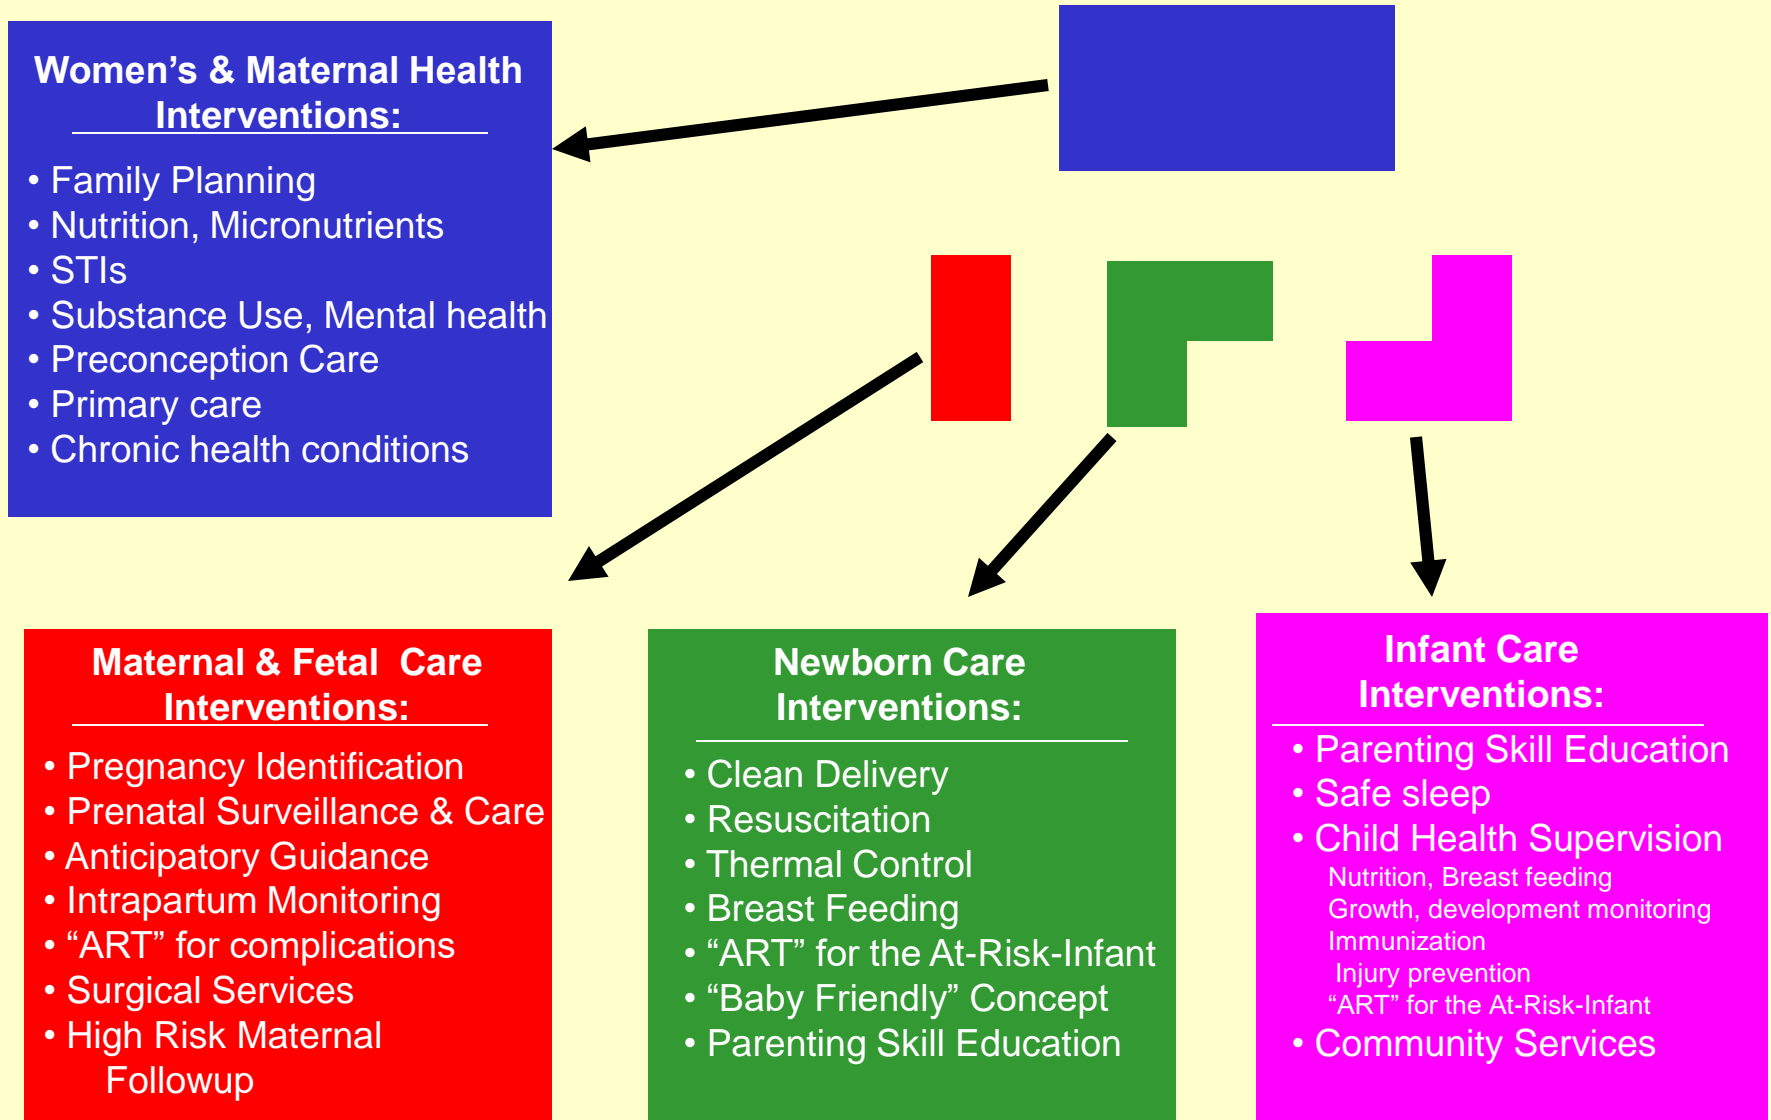 Women’s & Maternal Health
Interventions:
• Family Planning
• Nutrition, Micronutrients
• STIs
• Substance Use, Mental health
• Preconception Care
• Primary care
• Chronic health conditions
Maternal & Fetal Care
Interventions:
• Pregnancy Identification
• Prenatal Surveillance & Care
• Anticipatory Guidance
• Intrapartum Monitoring
• “ART” for complications
• Surgical Services
• High Risk Maternal
Followup
Newborn Care
Interventions:
• Clean Delivery
• Resuscitation
• Thermal Control
• Breast Feeding
• “ART” for the At-Risk-Infant
• “Baby Friendly” Concept
• Parenting Skill Education
Infant Care
Interventions:
• Parenting Skill Education
• Safe sleep
• Child Health Supervision
Nutrition, Breast feeding
Growth, development monitoring
Immunization
Injury prevention
“ART” for the At-Risk-Infant
• Community Services